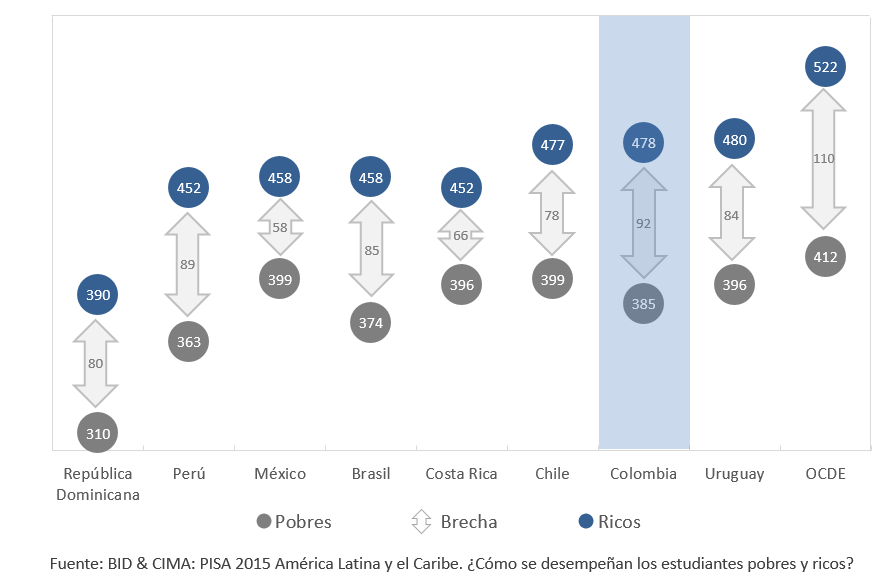 522
477
478
480
452
458
458
452
110
78
92
84
58
66
89
85
412
390
399
396
399
385
396
374
363
80
310
República
Dominicana
Perú
México
Brasil
Costa Rica
Chile
Colombia
Uruguay
OCDE
Pobres
Brecha
Ricos
Fuente: BID & CIMA: PISA 2015 América Latina y el Caribe. ¿Cómo se desempeñan los estudiantes pobres y ricos?